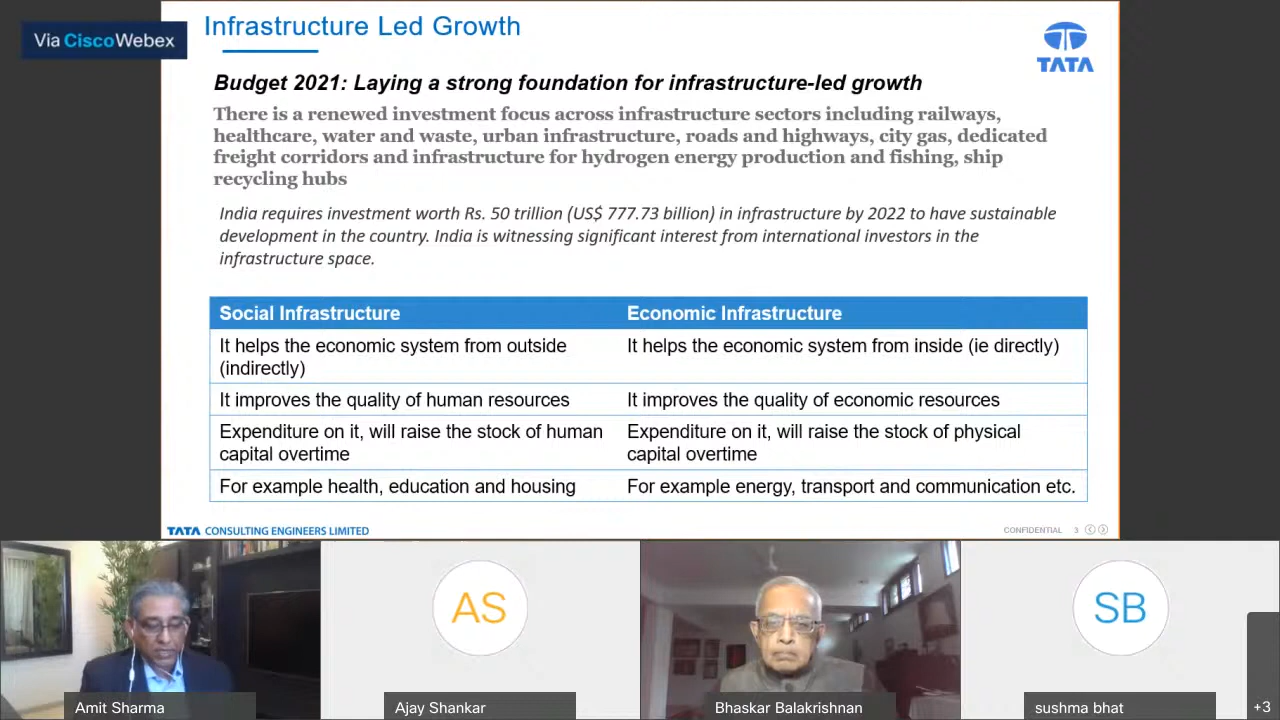 Via CiscoWebex
Infrastructure Led Growth
TATA
Budget 2021: Laying a strong foundation for infrastructure-led growth
There is a renewed investment focus across infrastructure sectors including railways,
healthcare, water and waste, urban infrastructure, roads and highways, city gas, dedicated
freight corridors and infrastructure for hydrogen energy production and fishing, ship
recycling hubs
India requires investment worth Rs. 50 trillion (US$ 777.73 billion) in infrastructure by 2022 to have sustainable
development in the country. India is witnessing significant interest from international investors in the
infrastructure space.
Social Infrastructure
Economic Infrastructure
It helps the economic system from outside
(indirectly)
It helps the economic system from inside (ie directly)
It improves the quality of human resources
It improves the quality of economic resources
Expenditure on it, will raise the stock of human
capital overtime
Expenditure on it, will raise the stock of physical
capital overtime
For example health, education and housing
For example energy, transport and communication etc.
TATA CONSULTING ENGINEERS LIMITED
CONFIDENTIAL 3
AS
SB
Amit Sharma
Ajay Shankar
Bhaskar Balakrishnan
sushma bhat
+3